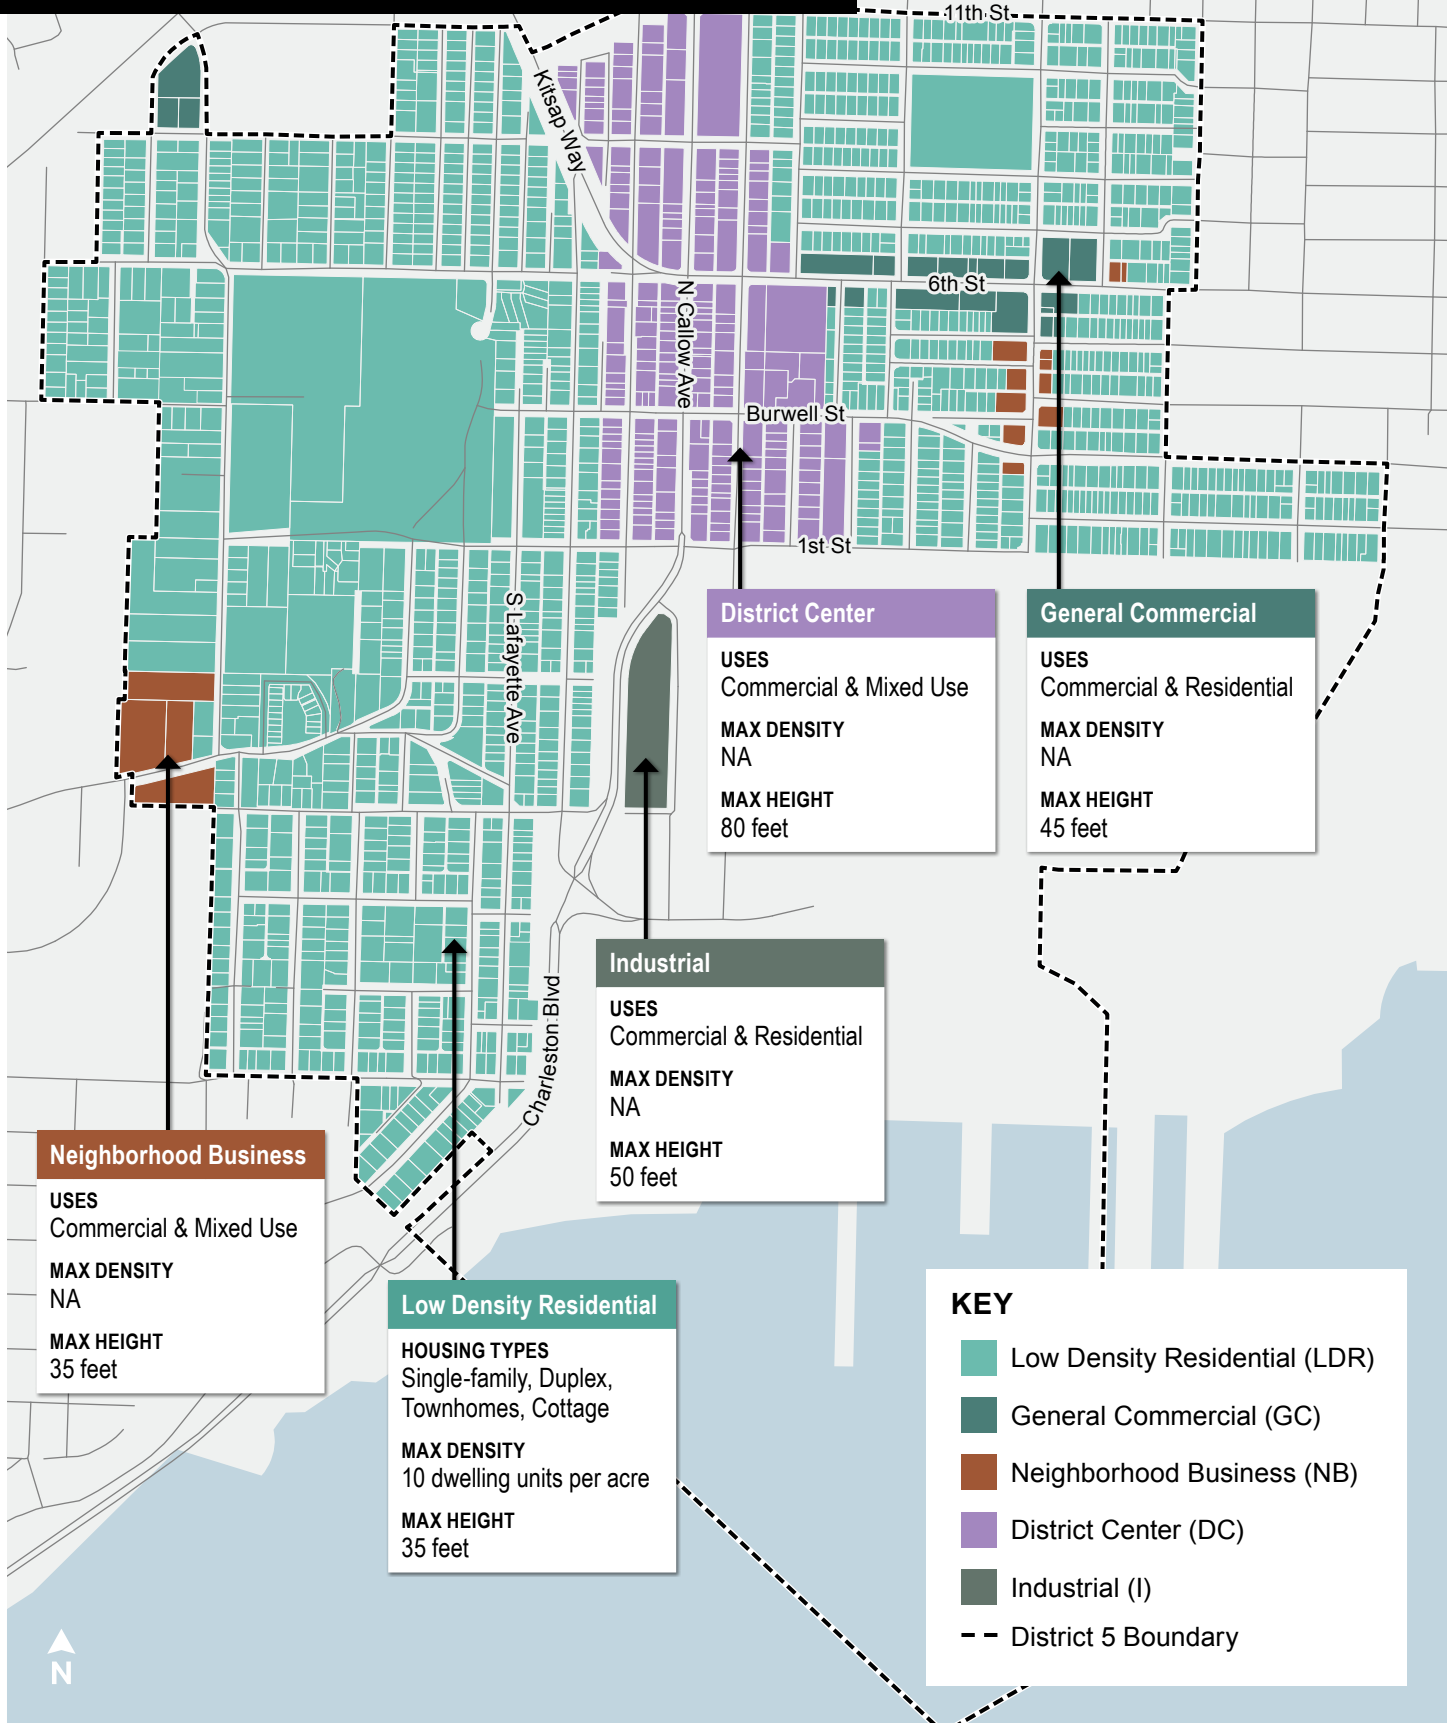 11th St
Kitsap Way
6th St
N Callow Ave
Burwell St
1st St
S Lafayette Ave
District Center
USES
Commercial & Mixed Use
MAX DENSITY
NA
MAX HEIGHT
80 feet
General Commercial
USES
Commercial & Residential
MAX DENSITY
NA
MAX HEIGHT
45 feet
Industrial
USES
Commercial & Residential
MAX DENSITY
NA
MAX HEIGHT
50 feet
Charleston Blvd
Neighborhood Business
USES
Commercial & Mixed Use
MAX DENSITY
NA
MAX HEIGHT
35 feet
Low Density Residential
HOUSING TYPES
Single-family, Duplex,
Townhomes, Cottage
MAX DENSITY
10 dwelling units per acre
MAX HEIGHT
35 feet
KEY
Low Density Residential (LDR)
General Commercial (GC)
Neighborhood Business (NB)
District Center (DC)
Industrial (I)
District 5 Boundary
N